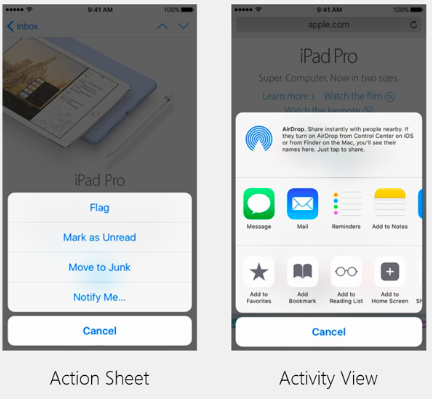 9:41 AM
100%
Inbox
iPad Pro
Flag
Mark as Unread
Move to Junk
Notify Me...
Cancel
Action Sheet
9:41 AM
100%
apple.com
iPad Pro
Super. Computer. Now in two sizes.
Learn more > Watch the film
Watch the keynote
AirDrop. Share instantly with people nearby. If
they turn on AirDrop from Control Center on iOS
or from Finder on the Mac, you'll see their
names here. Just tap to share.
Message
Mail
Reminders
Add to Notes
Add to
Favorites
Add
Bookmark
Add to
Reading List
Add to
Home Screen
Cancel
Activity View